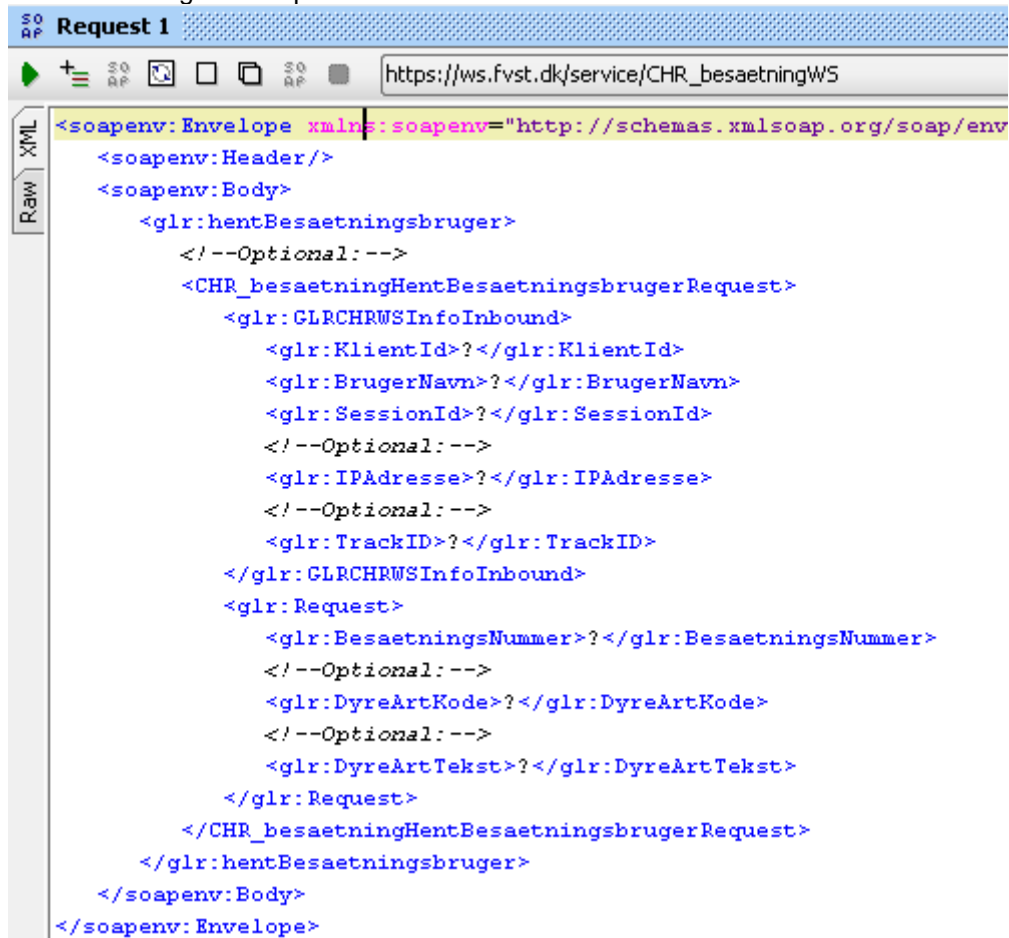 SO AP Request 1
https://ws.fvst.dk/service/CHR_besaetningWS
XML
Raw
<soapenv:Envelope xmlns:soapenv="http://schemas.xmlsoap.org/soap/env
<soapenv:Header/>
<soapenv:Body>
<glr:hentBesaetningsbruger>
<!--Optional:-->
<CHR_besaetningHentBesaetningsbrugerRequest>
<glr:GLRCHRWSInfoInbound>
<glr:KlientId>?</glr:KlientId>
<glr:BrugerNavn>?</glr:BrugerNavn>
<glr:SessionId>?</glr:SessionId>
<!--Optional:-->
<glr:IPAdresse>?</glr:IPAdresse>
<!--Optional:-->
<glr:TrackID>?</glr:TrackID>
</glr:GLRCHRWSInfoInbound>
<glr:Request>
<glr:BesaetningsNummer>?</glr:BesaetningsNummer>
<!--Optional:-->
<glr:DyreArtKode>?</glr:DyreArtKode>
<!--Optional:-->
<glr:DyreArtTekst>?</glr:DyreArtTekst>
</glr:Request>
</CHR_besaetningHentBesaetningsbrugerRequest>
</glr:hentBesaetningsbruger>
</soapenv:Body>
</soapenv:Envelope>